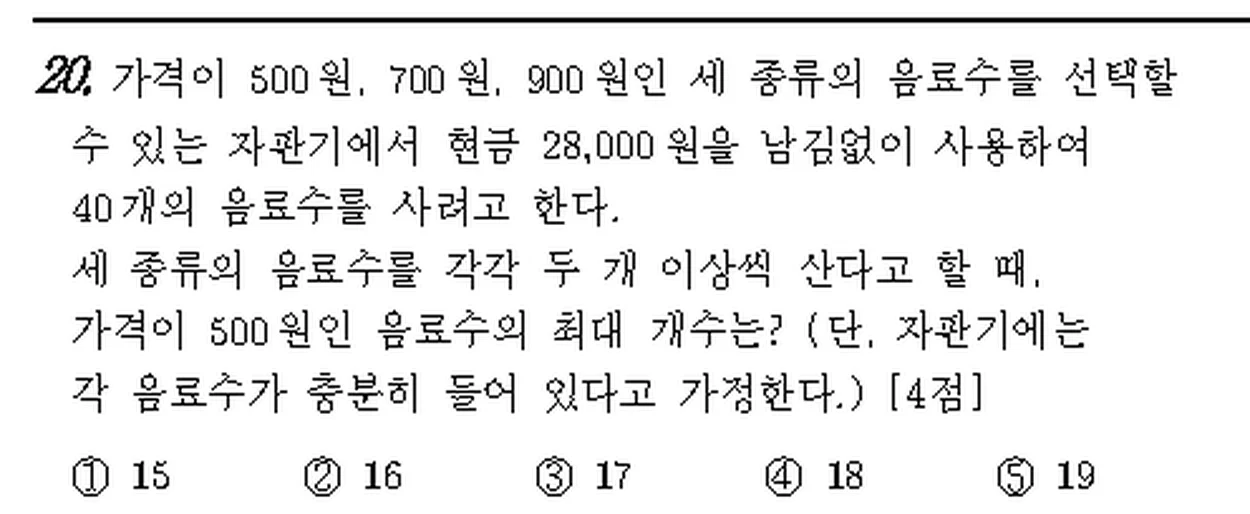 20. 가격이 500원, 700원, 900원인 세 종류의 음료수를 선택할
수 있는 자판기에서 현금 28,000원을 남김없이 사용하여
40개의 음료수를 사려고 한다.
세 종류의 음료수를 각각 두 개 이상씩 산다고 할 때,
가격이 500원인 음료수의 최대 개수는? (단, 자판기에는
각 음료수가 충분히 들어 있다고 가정한다.) [4점]
① 15 ② 16 ③ 17 ④ 18 ⑤ 19